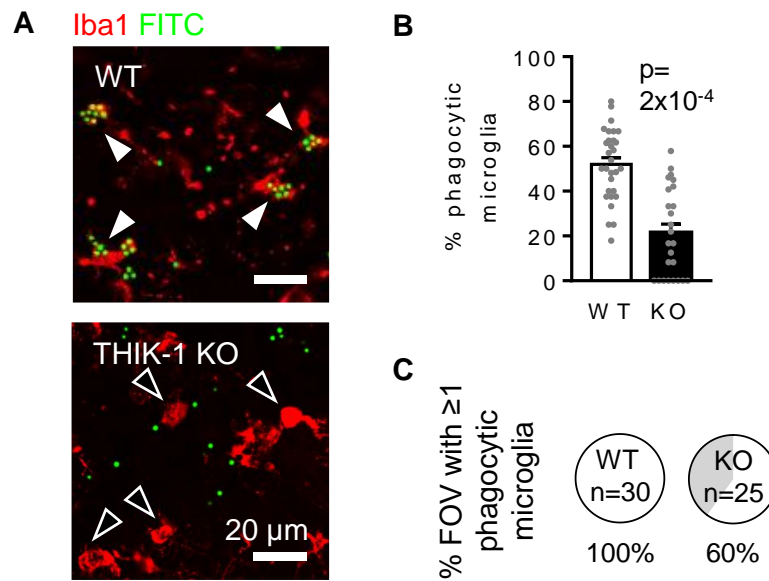 A
Iba1 FITC
WT
THIK-1 KO
20 µm
B
% phagocytic
microglia
100
80
60
40
20
0
p=
2x10-4
WT KO
C
% FOV with ≥1
phagocytic
microglia
WT
n=30
KO
n=25
100% 60%